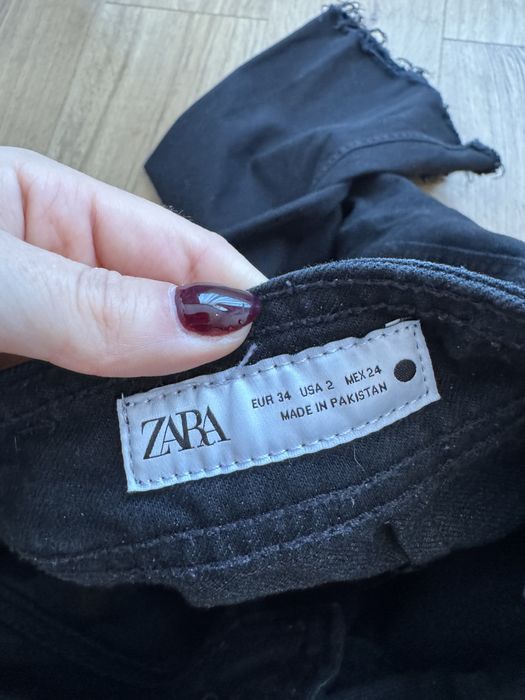 ZARA
EUR 34 USA 2 MEX 24
MADE IN PAKISTAN